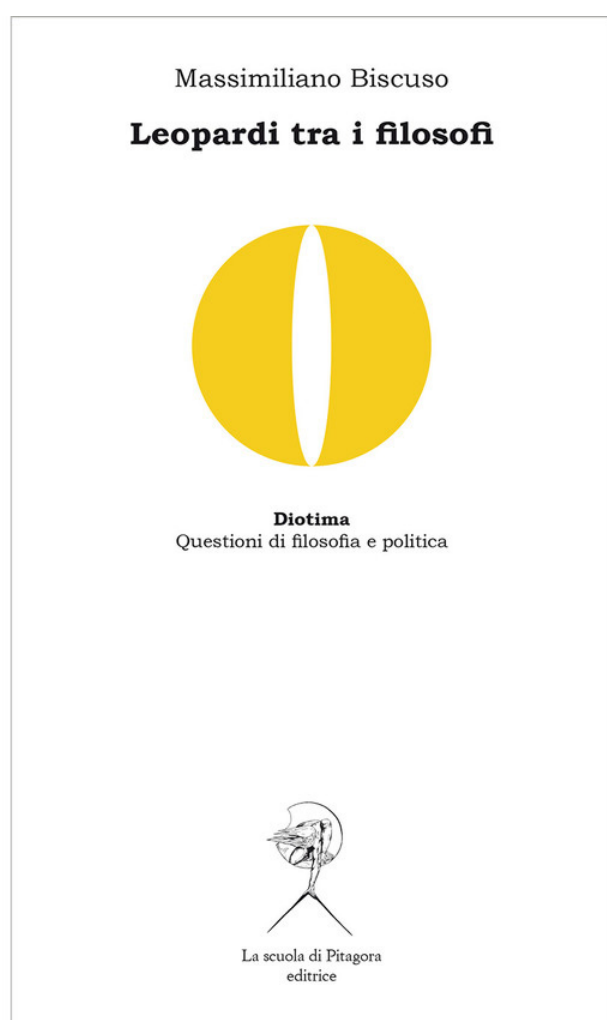 Massimiliano Biscuso
Leopardi tra i filosofi
Diotima
Questioni di filosofia e politica
La scuola di Pitagora
editrice